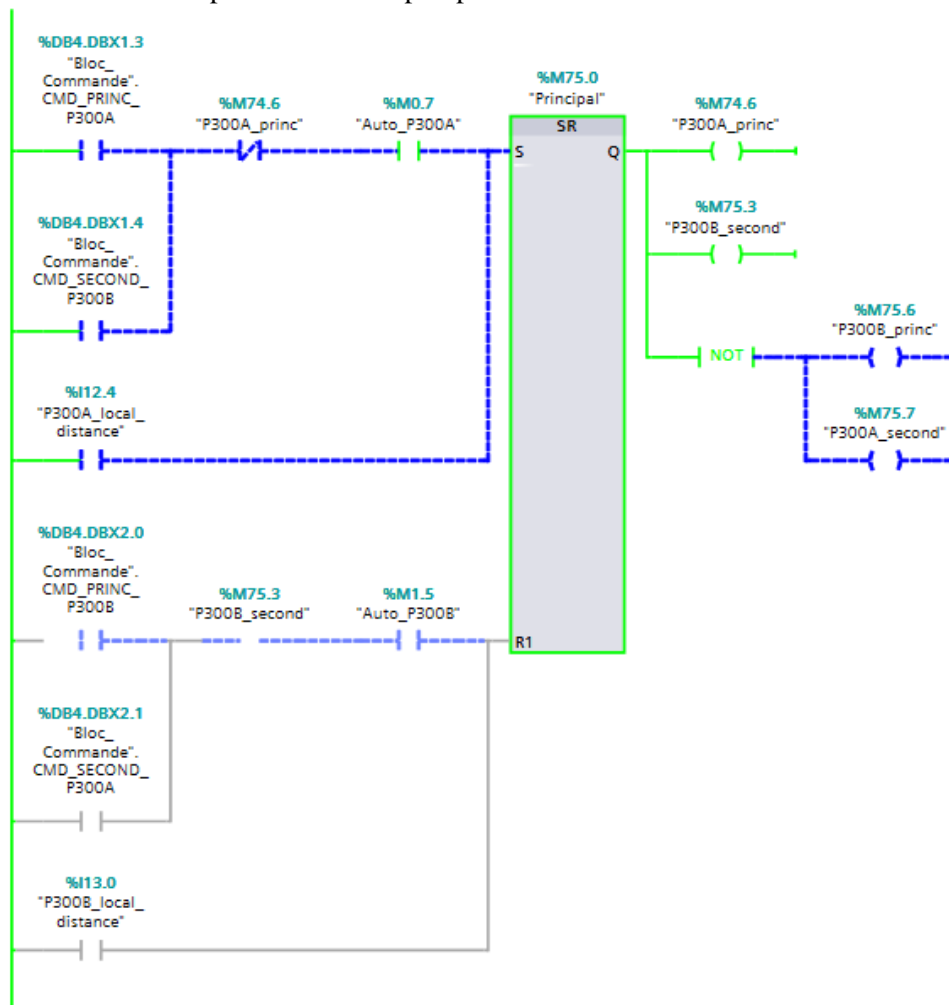 %DB4.DBX1.3
"Bloc_
Commande".
CMD_PRINC_
P300A
%M74.6
"P300A_princ"
%M0.7
"Auto_P300A"
%M75.0
"Principal"
SR
S
Q
R1
%M74.6
"P300A_princ"
%M75.3
"P300B_second"
NOT
%M75.6
"P300B_princ"
%M75.7
"P300A_second"
%DB4.DBX1.4
"Bloc_
Commande".
CMD_SECOND_
P300B
%I12.4
"P300A_local_
distance"
%DB4.DBX2.0
"Bloc_
Commande".
CMD_PRINC_
P300B
%M75.3
"P300B_second"
%M1.5
"Auto_P300B"
%DB4.DBX2.1
"Bloc_
Commande".
CMD_SECOND_
P300A
%I13.0
"P300B_local_
distance"